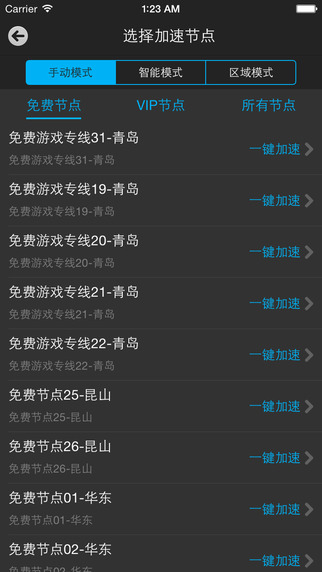 Carrier 1:23 AM
选择加速节点
手动模式 智能模式 区域模式
免费节点 VIP节点 所有节点
免费游戏专线31-青岛
免费游戏专线31-青岛
一键加速
免费游戏专线19-青岛
免费游戏专线19-青岛
一键加速
免费游戏专线20-青岛
免费游戏专线20-青岛
一键加速
免费游戏专线21-青岛
免费游戏专线21-青岛
一键加速
免费游戏专线22-青岛
免费游戏专线22-青岛
一键加速
免费节点25-昆山
免费节点25-昆山
一键加速
免费节点26-昆山
免费节点26-昆山
一键加速
免费节点01-华东
免费节点01-华东
一键加速
免费节点02-华东
免费节点02-华东
一键加速